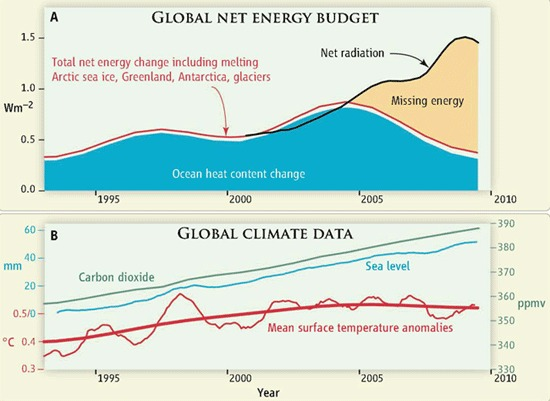 A
GLOBAL NET ENERGY BUDGET
1.5
1.0
Wm–2
0.5
0.0
Total net energy change including melting
Arctic sea ice, Greenland, Antarctica, glaciers
Net radiation
Missing energy
Ocean heat content change
1995
2000
2005
2010
B
GLOBAL CLIMATE DATA
60
mm
40
20
0.5/0
°C
0.4
0.3
Carbon dioxide
Sea level
Mean surface temperature anomalies
390
380
370
360
ppmv
350
340
330
1995
2000
2005
2010
Year